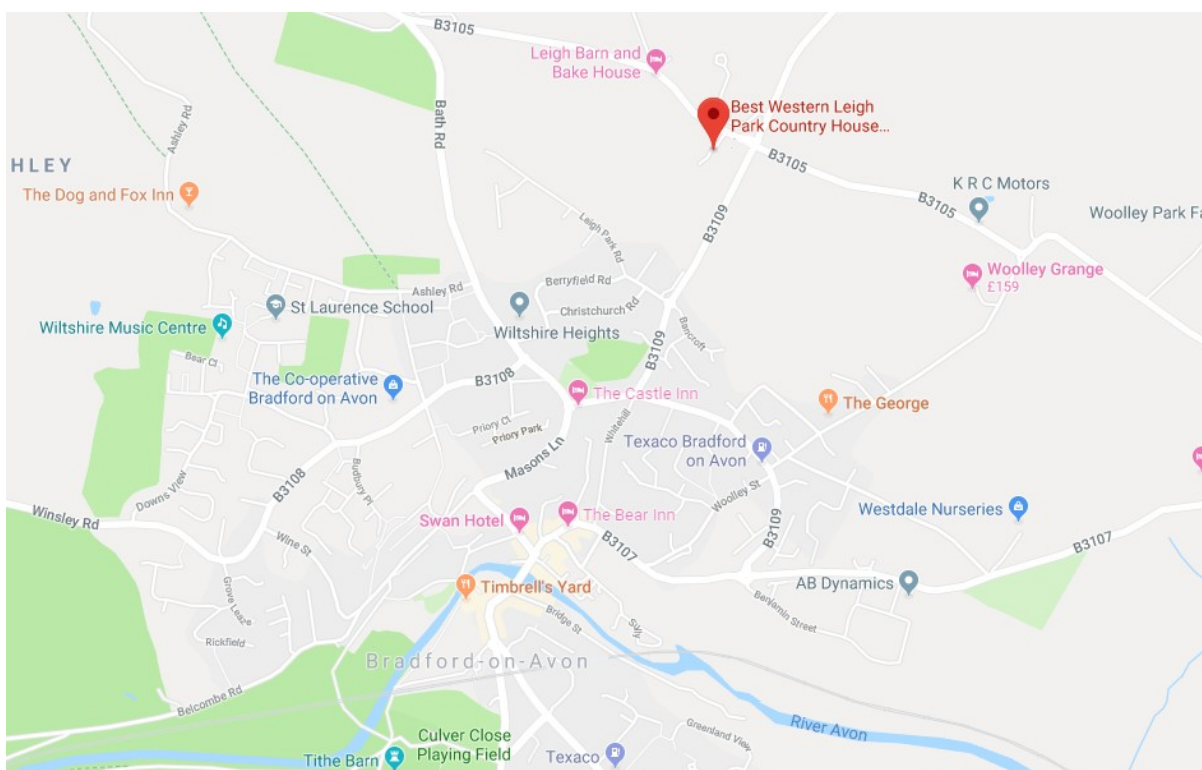 B3105
Leigh Barn and
Bake House
Best Western Leigh
Park Country House...
Ashley Rd
Bath Rd
B3105
HLEY
The Dog and Fox Inn
K R C Motors
B3105
Woolley Park Fa
Leigh Park Rd
B3109
Woolley Grange
£159
Ashley Rd
Berryfield Rd
St Laurence School
Christchurch Rd
Wiltshire Music Centre
Wiltshire Heights
Bancroft
Bear Cl
B3109
The Co-operative
Bradford on Avon
B3108
The Castle Inn
The George
Priory Cl
Priory Park
Whitehill
Texaco Bradford
on Avon
Masons Ln
B3108
Budbury Pl
Downs View
Woolley St
Winsley Rd
Swan Hotel
The Bear Inn
B3109
Westdale Nurseries
Wine St
B3107
B3107
Timbrell's Yard
AB Dynamics
Grove Leaze
Bridge St
Benjamin Street
Rickfield
Bradford-on-Avon
Belcombe Rd
River Avon
Culver Close
Playing Field
Greenland View
Tithe Barn
Texaco